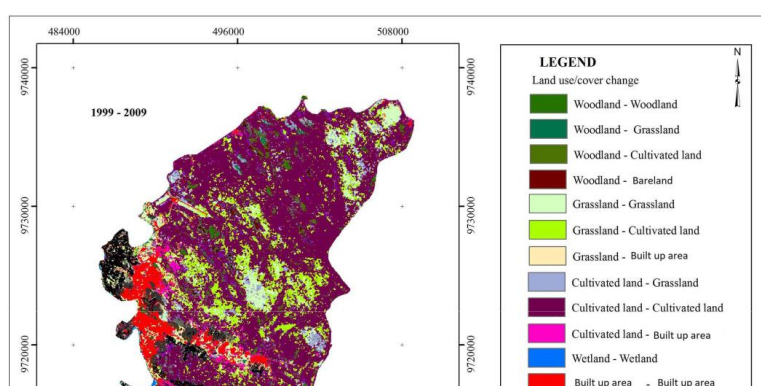 484000 496000 508000
9740000 9740000
1999 - 2009
9730000 9730000
9720000 9720000
N
LEGEND
Land use/cover change
Woodland - Woodland
Woodland - Grassland
Woodland - Cultivated land
Woodland - Bareland
Grassland - Grassland
Grassland - Cultivated land
Grassland - Built up area
Cultivated land - Grassland
Cultivated land - Cultivated land
Cultivated land - Built up area
Wetland - Wetland
Built up area - Built up area